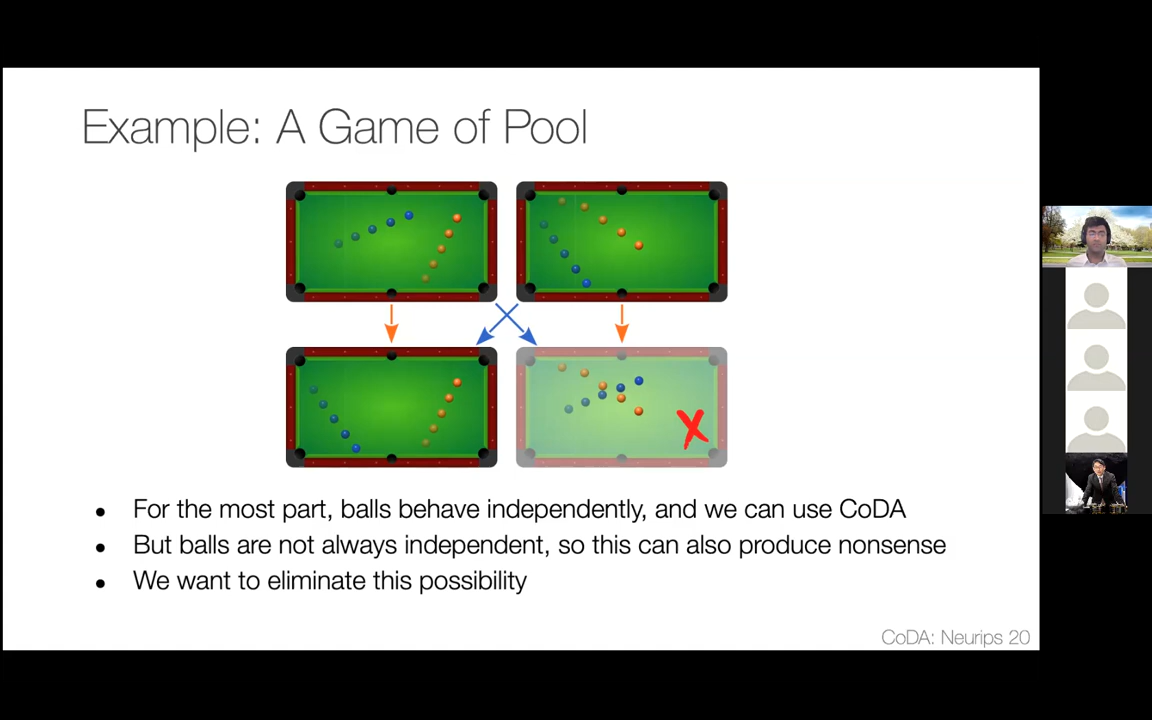 Example: A Game of Pool
For the most part, balls behave independently, and we can use CoDA
But balls are not always independent, so this can also produce nonsense
We want to eliminate this possibility
CoDA: Neurips 20